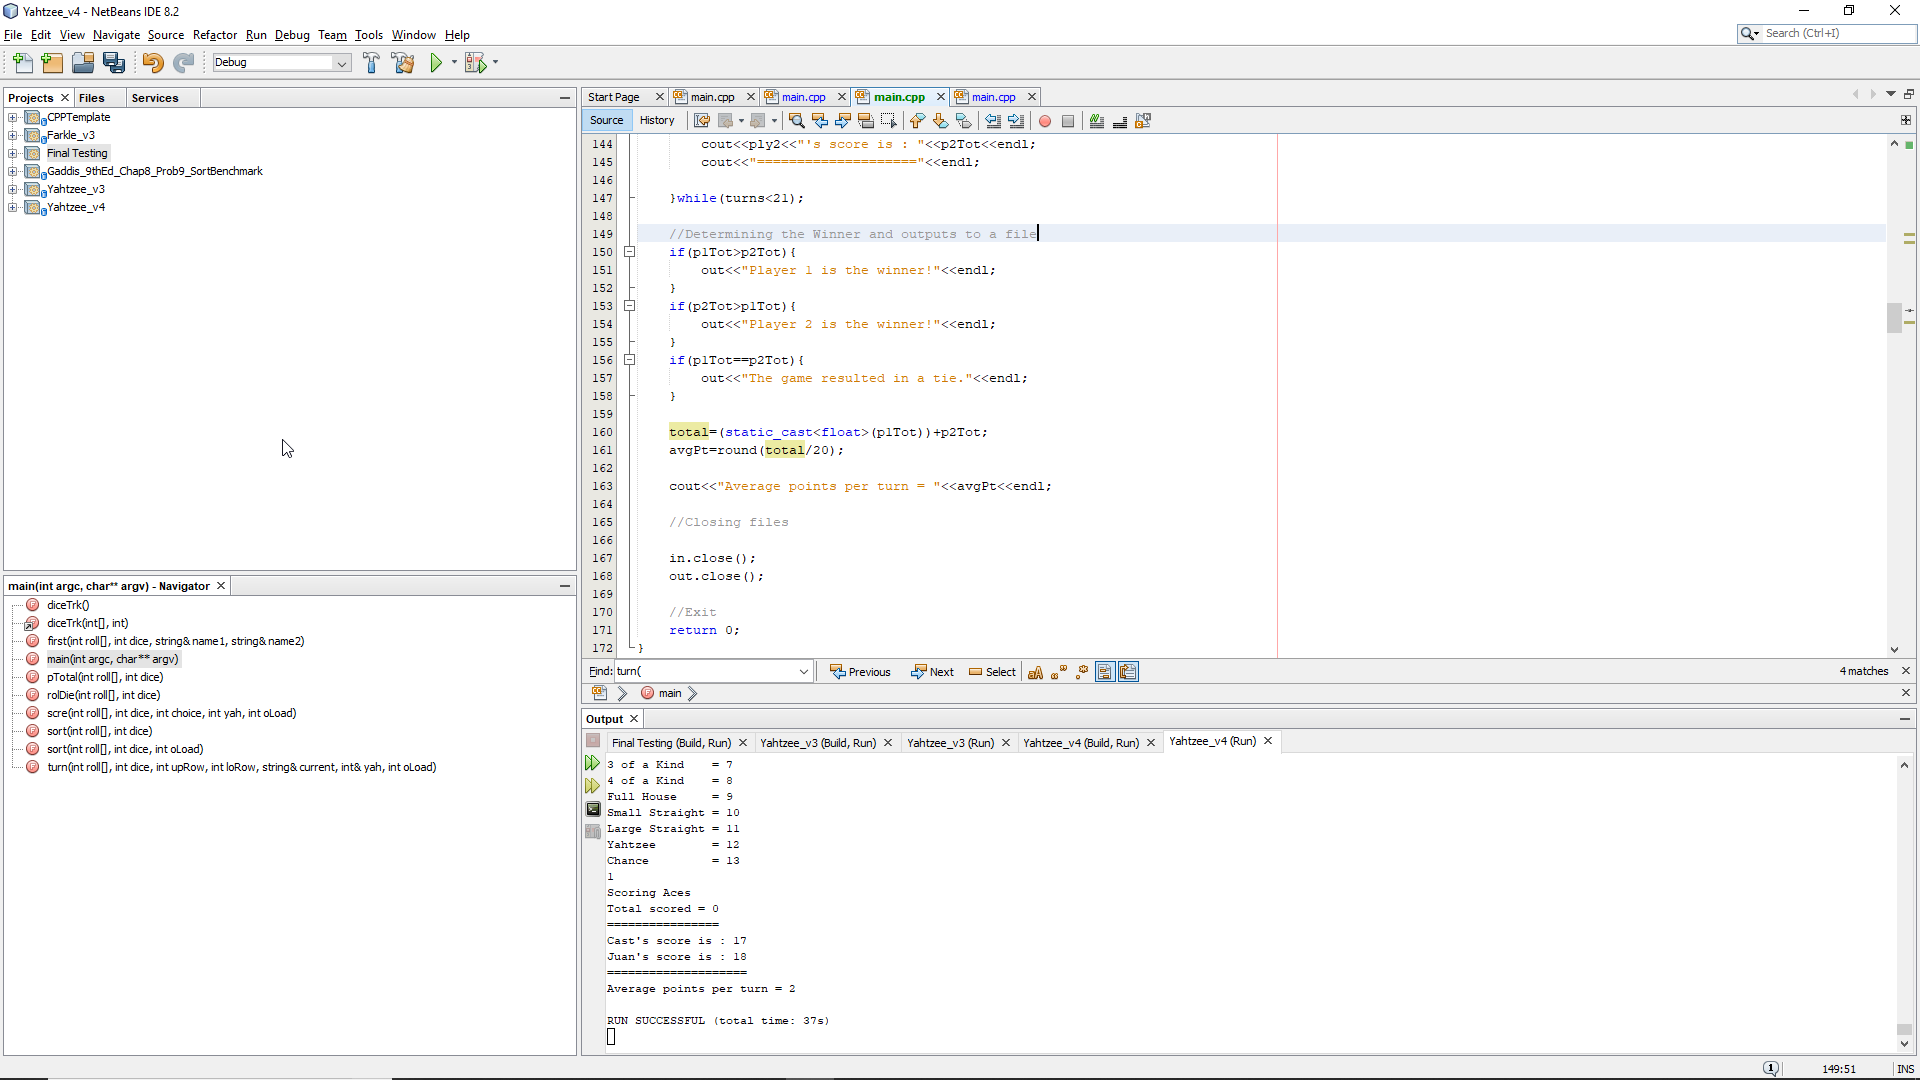 Yahtzee_v4 - NetBeans IDE 8.2
File Edit View Navigate Source Refactor Run Debug Team Tools Window Help
Search (Ctrl+I)
Debug
Projects Files Services
CPPTemplate
Farkle_v3
Final Testing
Gaddis_9thEd_Chap8_Prob9_SortBenchmark
Yahtzee_v3
Yahtzee_v4
main(int argc, char** argv) - Navigator
diceTrk()
diceTrk(int[], int)
first(int roll[], int dice, string& name1, string& name2)
main(int argc, char** argv)
pTotal(int roll[], int dice)
rolDie(int roll[], int dice)
scre(int roll[], int dice, int choice, int yah, int oLoad)
sort(int roll[], int dice)
sort(int roll[], int dice, int oLoad)
turn(int roll[], int dice, int upRow, int loRow, string& current, int& yah, int oLoad)
Start Page main.cpp main.cpp main.cpp main.cpp
Source History
144 cout<<ply2<<"'s score is : "<<p2Tot<<endl;
145 cout<<"===================="<<endl;
146
147 }while(turns<21);
148
149 //Determining the Winner and outputs to a file
150 if(p1Tot>p2Tot){
151 out<<"Player 1 is the winner!"<<endl;
152 }
153 if(p2Tot>p1Tot){
154 out<<"Player 2 is the winner!"<<endl;
155 }
156 if(p1Tot==p2Tot){
157 out<<"The game resulted in a tie."<<endl;
158 }
159
160 total=(static_cast<float>(p1Tot))+p2Tot;
161 avgPt=round(total/20);
162
163 cout<<"Average points per turn = "<<avgPt<<endl;
164
165 //Closing files
166
167 in.close();
168 out.close();
169
170 //Exit
171 return 0;
172 }
Find: turn( Previous Next Select 4 matches
main
Output
Final Testing (Build, Run) Yahtzee_v3 (Build, Run) Yahtzee_v3 (Run) Yahtzee_v4 (Build, Run) Yahtzee_v4 (Run)
3 of a Kind = 7
4 of a Kind = 8
Full House = 9
Small Straight = 10
Large Straight = 11
Yahtzee = 12
Chance = 13
1
Scoring Aces
Total scored = 0
================
Cast's score is : 17
Juan's score is : 18
====================
Average points per turn = 2
RUN SUCCESSFUL (total time: 37s)
1 149:51 INS